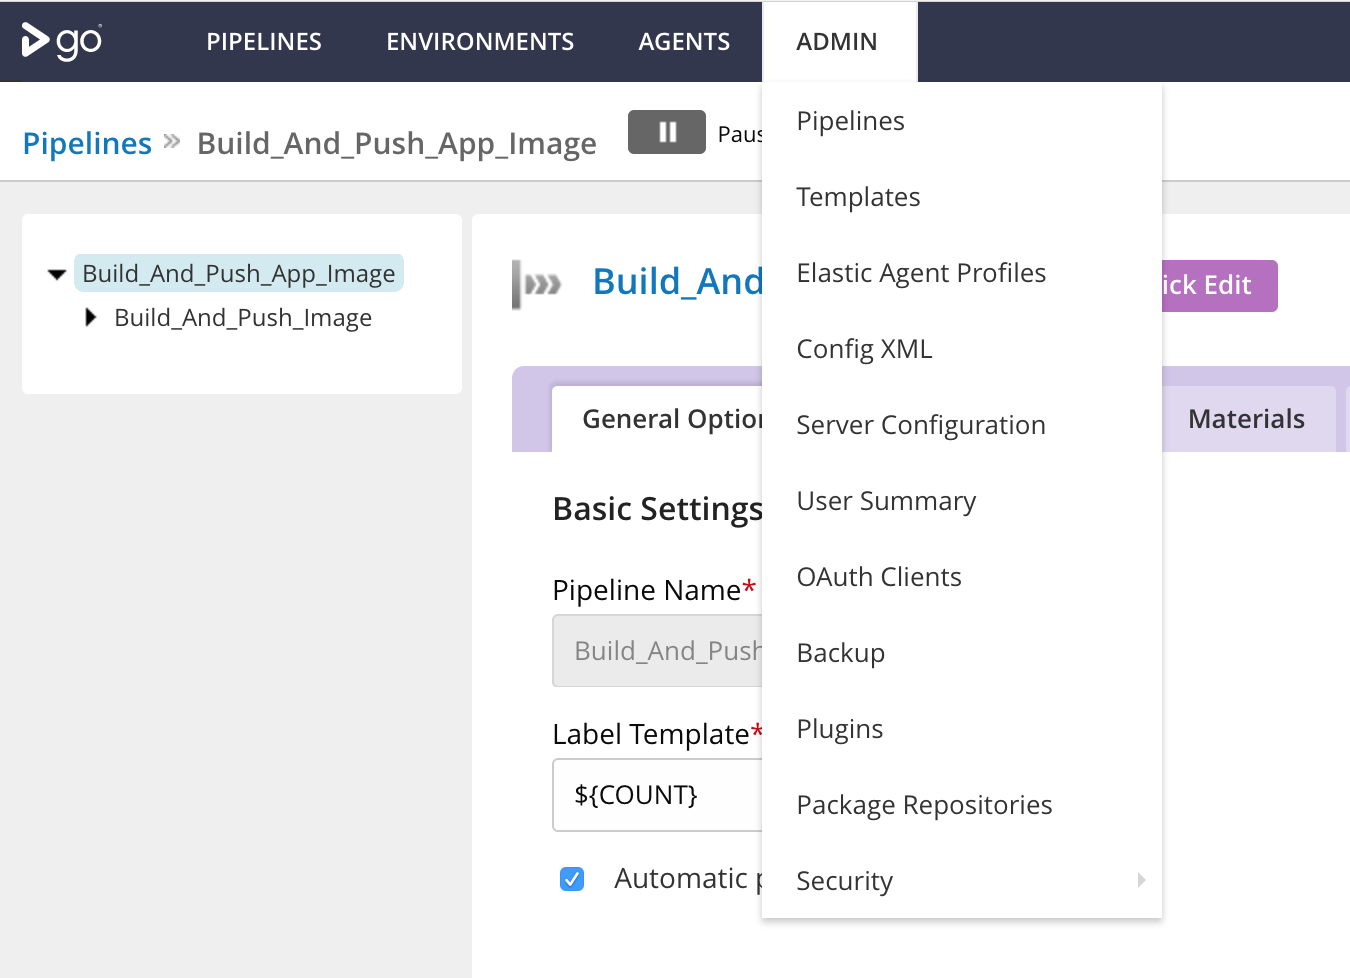 go PIPELINES ENVIRONMENTS AGENTS ADMIN
Pipelines » Build_And_Push_App_Image
Pipelines
Templates
Elastic Agent Profiles
Config XML
Server Configuration
User Summary
OAuth Clients
Backup
Plugins
Package Repositories
Security
Build_And_Push_App_Image
Build_And_Push_Image
Build_And
ick Edit
General Option
Materials
Basic Settings
Pipeline Name*
Build_And_Push
Label Template*
${COUNT}
Automatic